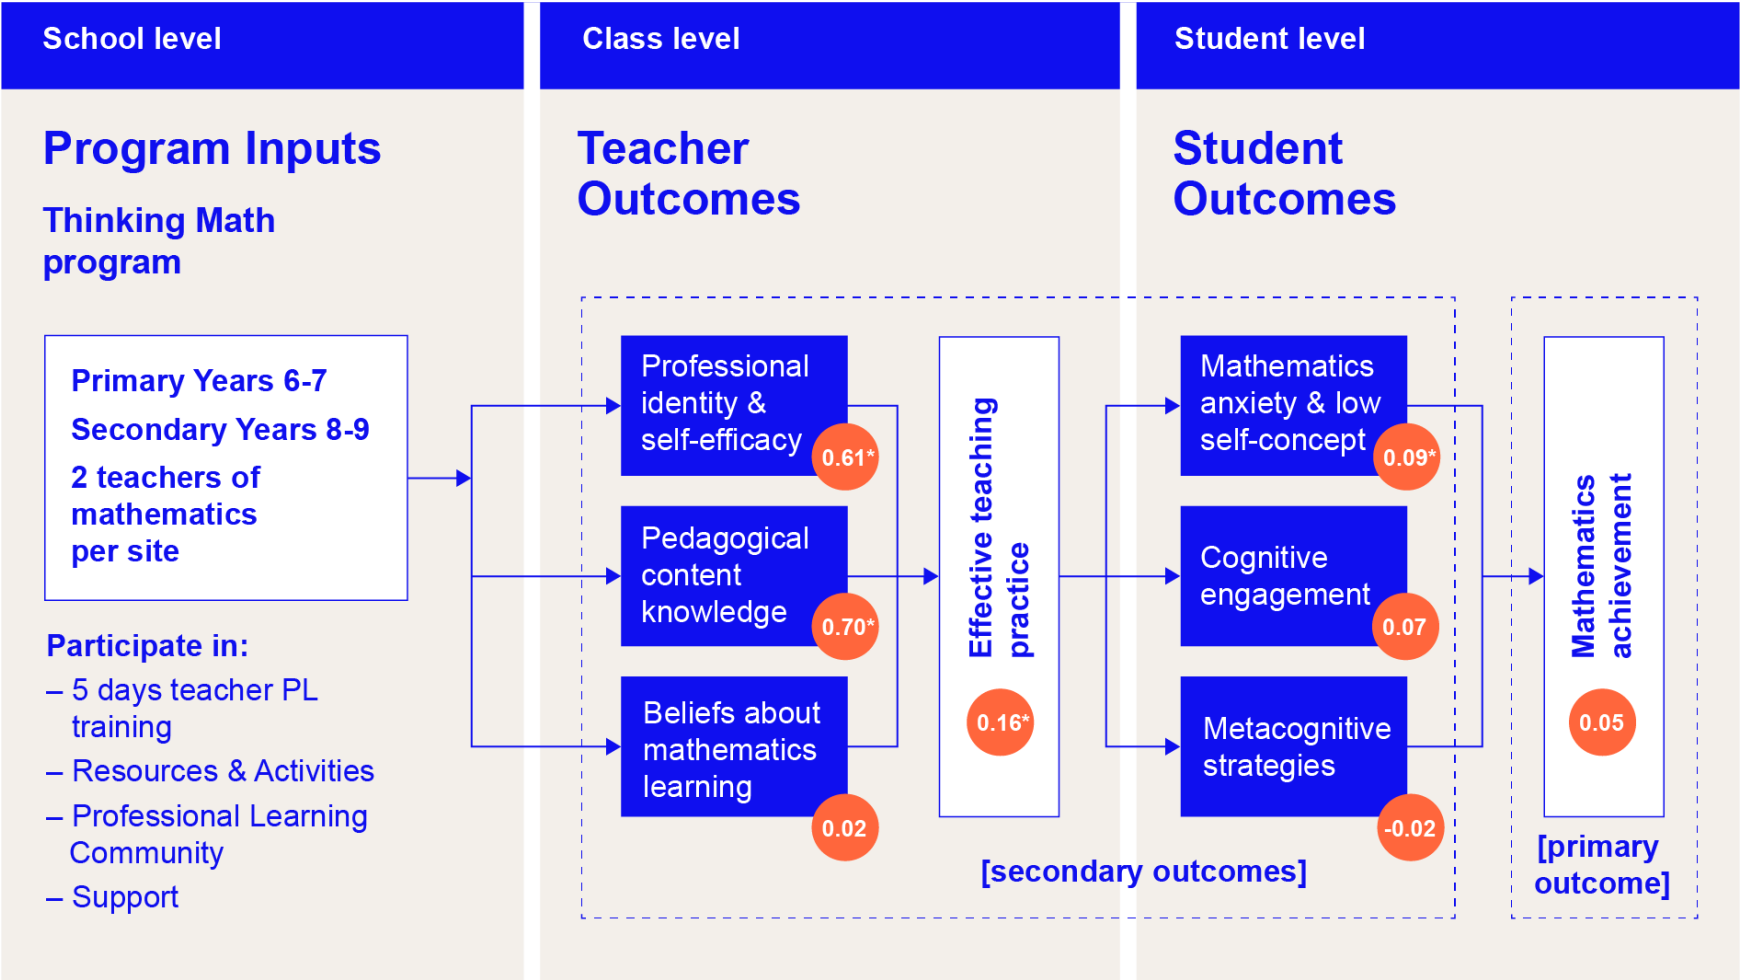 School level
Class level
Student level
Program Inputs
Thinking Math
program
Primary Years 6-7
Secondary Years 8-9
2 teachers of
mathematics
per site
Participate in:
– 5 days teacher PL
training
– Resources & Activities
– Professional Learning
Community
– Support
Teacher
Outcomes
Professional
identity &
self-efficacy
0.61*
Pedagogical
content
knowledge
0.70*
Beliefs about
mathematics
learning
0.02
Effective teaching
practice
0.16*
Student
Outcomes
Mathematics
anxiety & low
self-concept
0.09*
Cognitive
engagement
0.07
Metacognitive
strategies
-0.02
[secondary outcomes]
Mathematics
achievement
0.05
[primary
outcome]